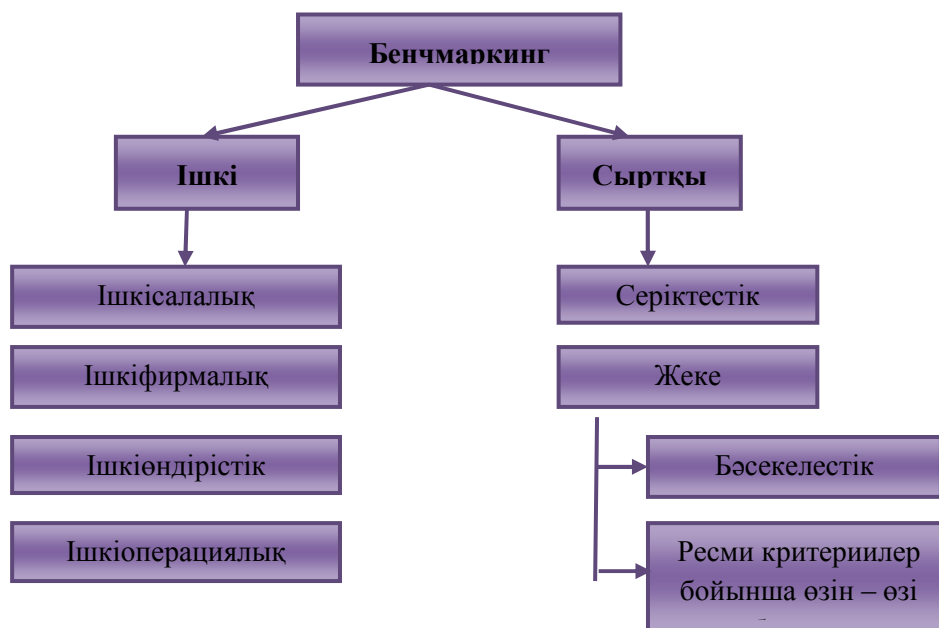 Бенчмаркинг
Ішкі
Сыртқы
Ішкісалалық
Серіктестік
Ішкіфирмалық
Жеке
Ішкіөндірістік
Бәсекелестік
Ішкіоперациялық
Ресми критериилер
бойынша өзін – өзі